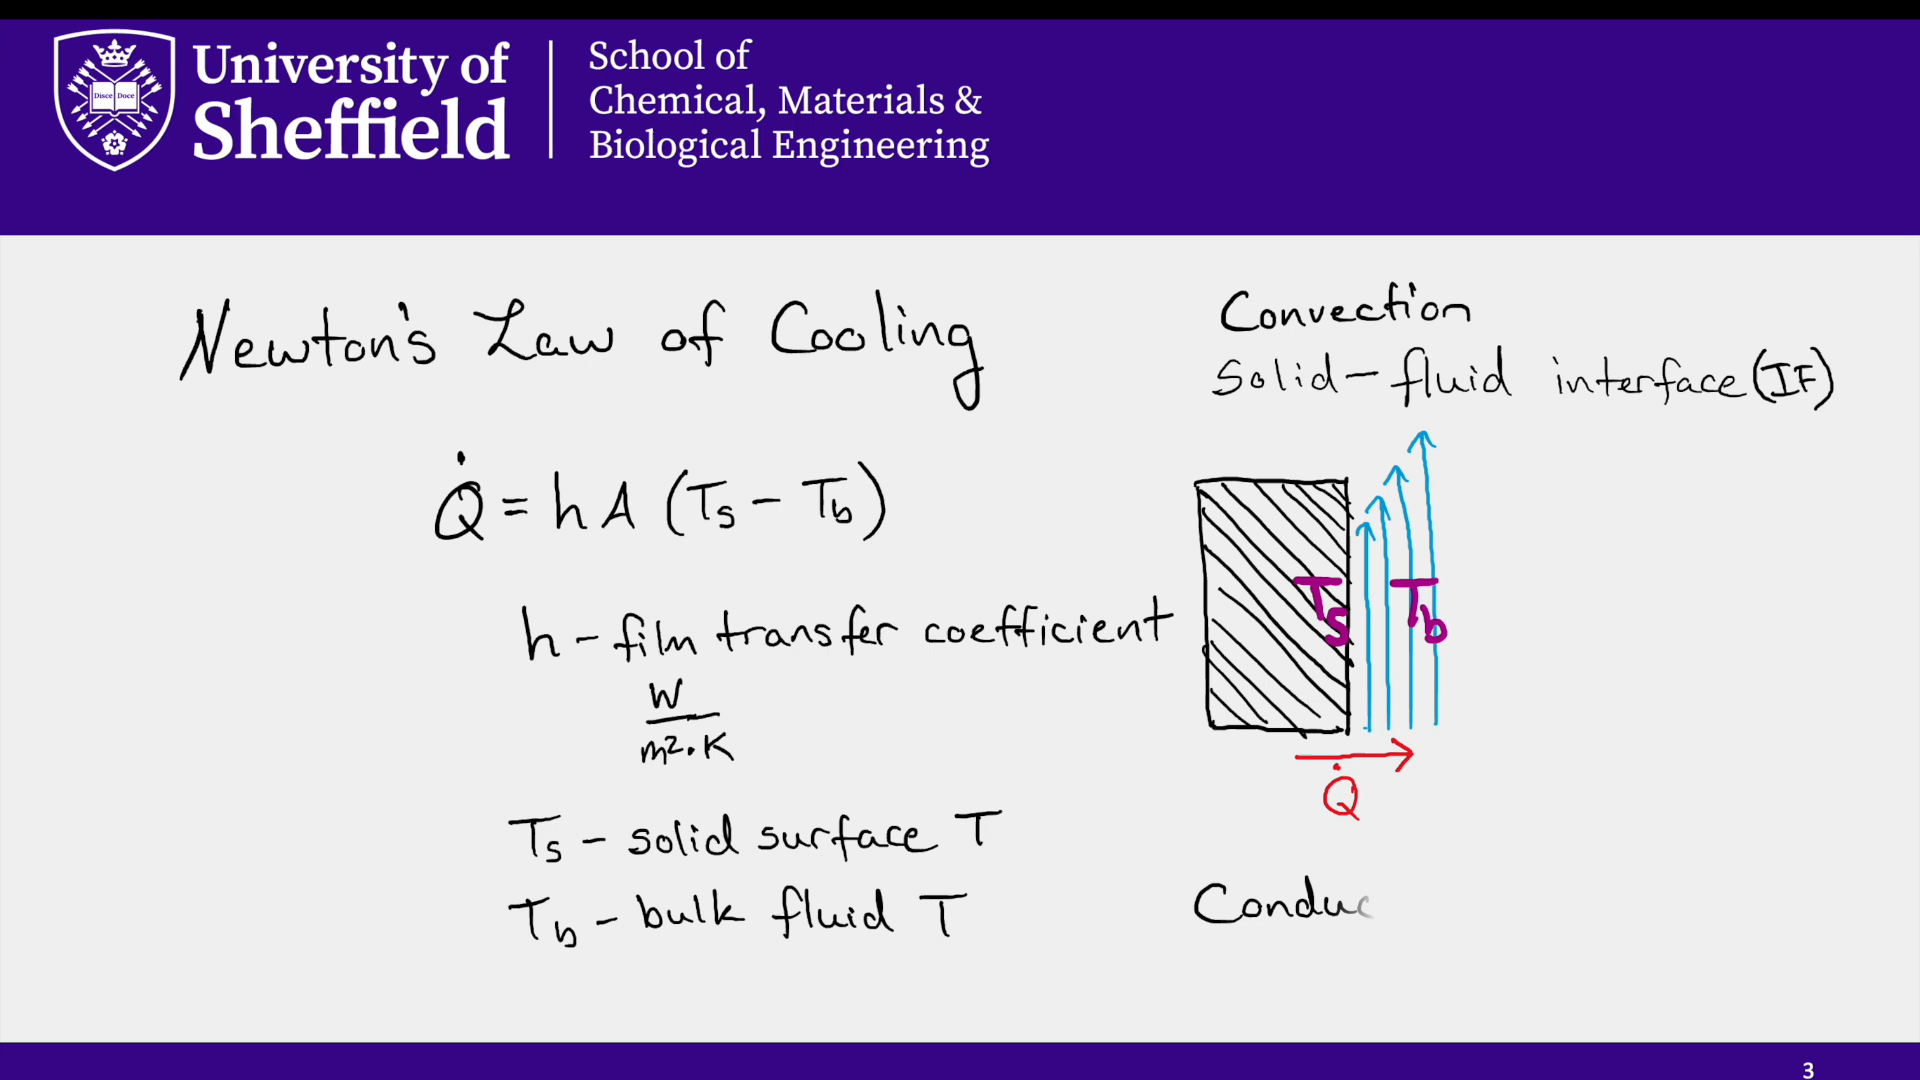 University of
Sheffield
School of
Chemical, Materials &
Biological Engineering
Disce Doce
Newton's Law of Cooling
Q̇ = h A (Ts − Tb)
h – film transfer coefficient
W
m²·K
Ts – solid surface T
Tb – bulk fluid T
Convection
Solid – fluid interface (IF)
Ts
Tb
Q̇
Conduc
3